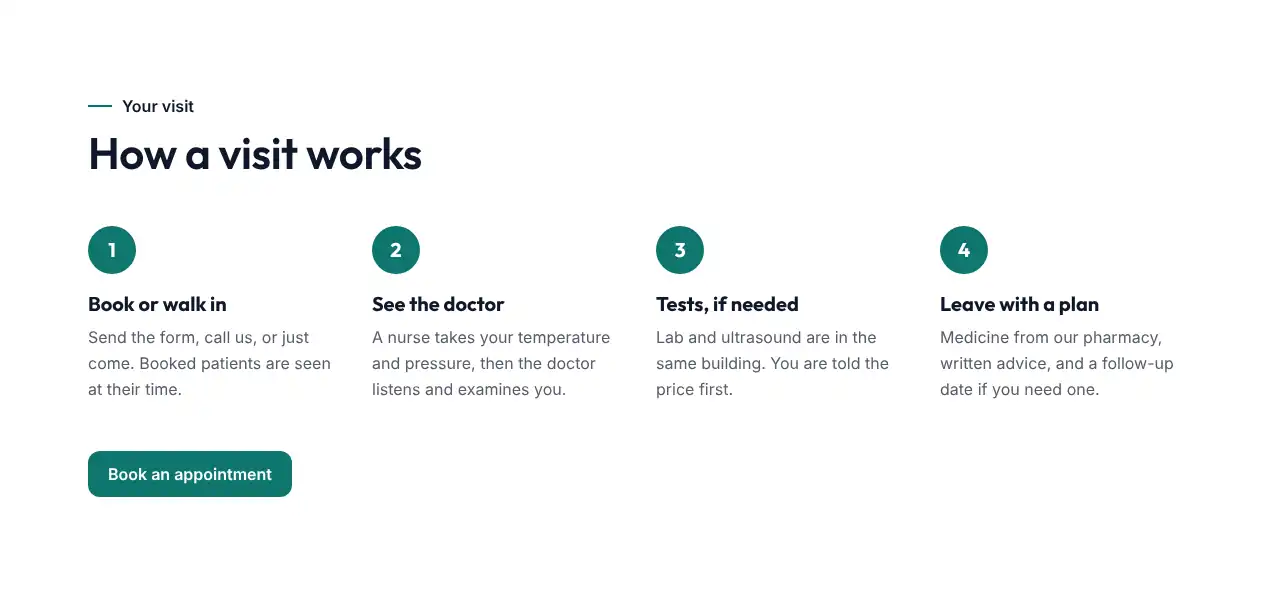 Your visit
How a visit works
1
Book or walk in
Send the form, call us, or just
come. Booked patients are seen
at their time.
2
See the doctor
A nurse takes your temperature
and pressure, then the doctor
listens and examines you.
3
Tests, if needed
Lab and ultrasound are in the
same building. You are told the
price first.
4
Leave with a plan
Medicine from our pharmacy,
written advice, and a follow-up
date if you need one.
Book an appointment